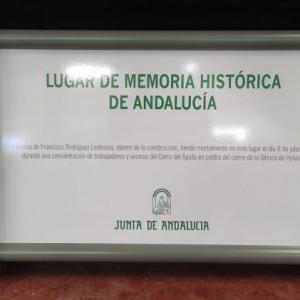 LUGAR DE MEMORIA HISTÓRICA
DE ANDALUCÍA
En memoria de Francisco Rodríguez Ledesma, obrero de la construcción, herido mortalmente en este lugar el día 8 de julio
durante una concentración de trabajadores y vecinos del Cerro del Águila en contra del cierre de la fábrica de
JUNTA DE ANDALUCIA